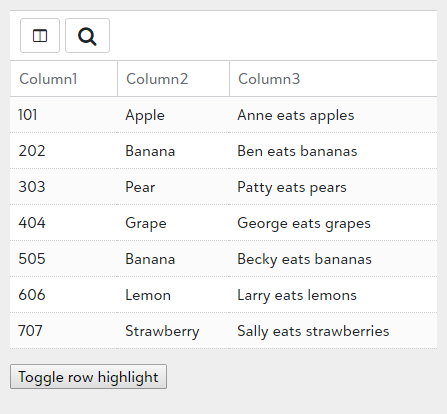 Column1 Column2 Column3
101 Apple Anne eats apples
202 Banana Ben eats bananas
303 Pear Patty eats pears
404 Grape George eats grapes
505 Banana Becky eats bananas
606 Lemon Larry eats lemons
707 Strawberry Sally eats strawberries
Toggle row highlight